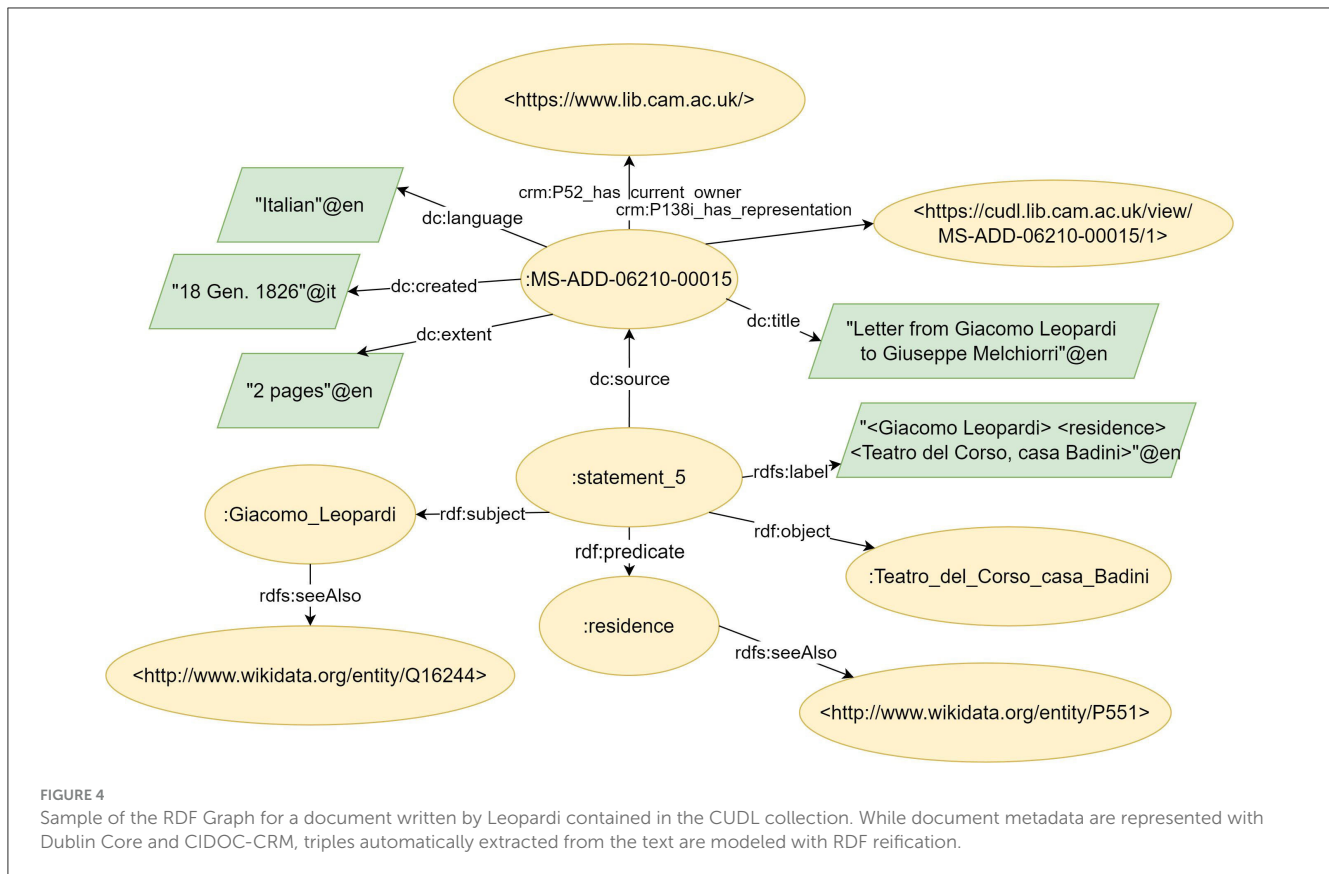 <https://www.lib.cam.ac.uk/>
crm:P52_has_current_owner
crm:P138i_has_representation
"Italian"@en
dc:language
<https://cudl.lib.cam.ac.uk/view/
MS-ADD-06210-00015/1>
:MS-ADD-06210-00015
"18 Gen. 1826"@it
dc:created
dc:title
dc:extent
"Letter from Giacomo Leopardi
to Giuseppe Melchiorri"@en
"2 pages"@en
dc:source
"<Giacomo Leopardi> <residence>
<Teatro del Corso, casa Badini>"@en
:statement_5
rdfs:label
:Giacomo_Leopardi
rdf:subject
rdf:object
rdf:predicate
:Teatro_del_Corso_casa_Badini
rdfs:seeAlso
:residence
rdfs:seeAlso
<http://www.wikidata.org/entity/Q16244>
<http://www.wikidata.org/entity/P551>
FIGURE 4
Sample of the RDF Graph for a document written by Leopardi contained in the CUDL collection. While document metadata are represented with
Dublin Core and CIDOC-CRM, triples automatically extracted from the text are modeled with RDF reification.